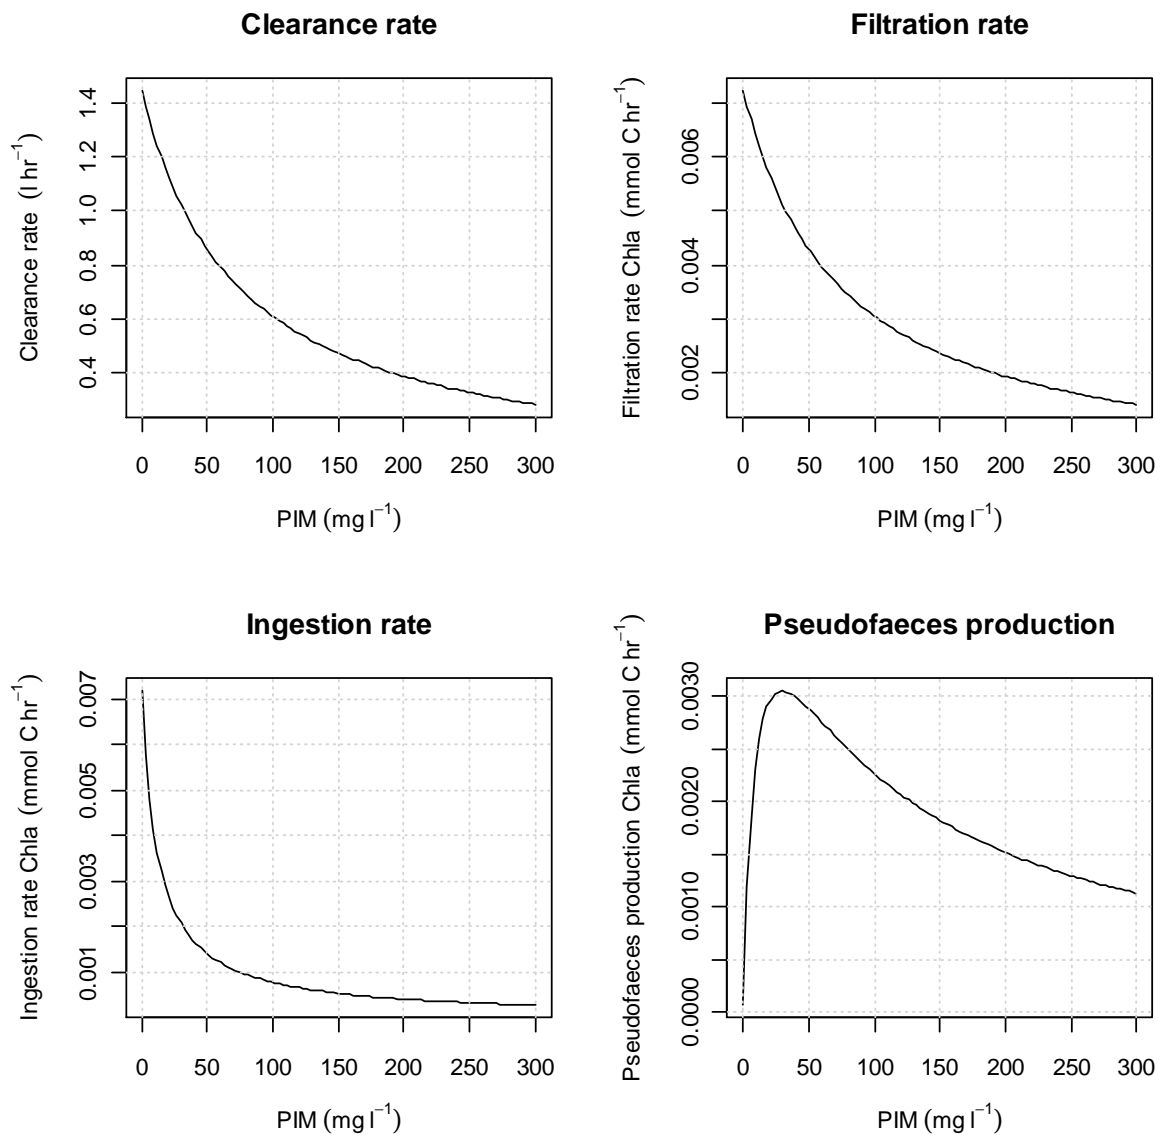 Clearance rate
Clearance rate (l hr⁻¹)
0.4 0.6 0.8 1.0 1.2 1.4
0 50 100 150 200 250 300
PIM (mg l⁻¹)
Filtration rate
Filtration rate Chla (mmol C hr⁻¹)
0.002 0.004 0.006
0 50 100 150 200 250 300
PIM (mg l⁻¹)
Ingestion rate
Ingestion rate Chla (mmol C hr⁻¹)
0.001 0.003 0.005 0.007
0 50 100 150 200 250 300
PIM (mg l⁻¹)
Pseudofaeces production
Pseudofaeces production Chla (mmol C hr⁻¹)
0.0000 0.0010 0.0020 0.0030
0 50 100 150 200 250 300
PIM (mg l⁻¹)